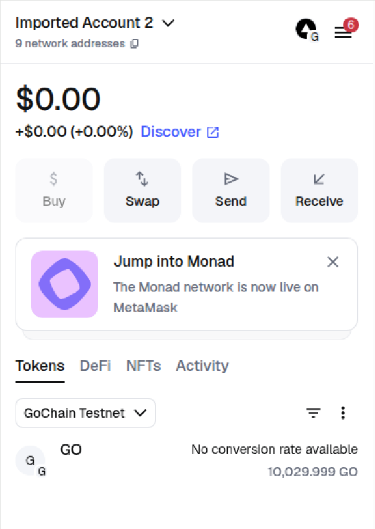 Imported Account 2
9 network addresses
G
6
$0.00
+$0.00 (+0.00%) Discover
$
Buy
Swap
Send
Receive
Jump into Monad
The Monad network is now live on
MetaMask
Tokens DeFi NFTs Activity
GoChain Testnet
G
G
GO
No conversion rate available
10,029.999 GO